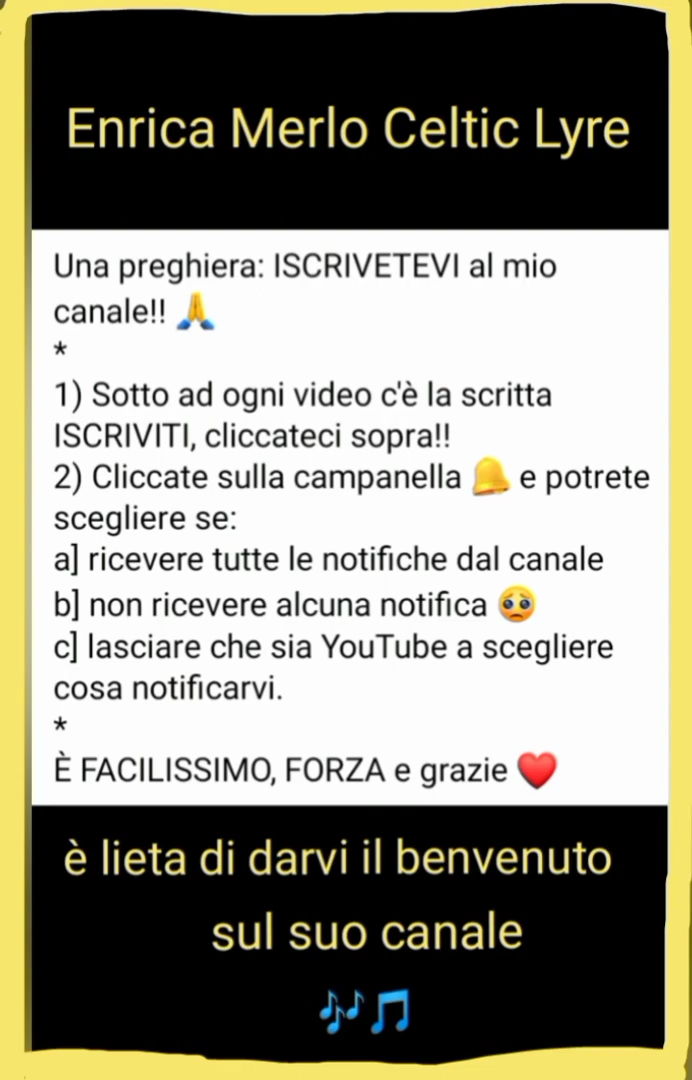 Enrica Merlo Celtic Lyre
Una preghiera: ISCRIVETEVI al mio
canale!! 🙏
*
1) Sotto ad ogni video c'è la scritta
ISCRIVITI, cliccateci sopra!!
2) Cliccate sulla campanella 🔔 e potrete
scegliere se:
a] ricevere tutte le notifiche dal canale
b] non ricevere alcuna notifica 🥺
c] lasciare che sia YouTube a scegliere
cosa notificarvi.
*
È FACILISSIMO, FORZA e grazie ❤️
è lieta di darvi il benvenuto
sul suo canale
🎶🎵